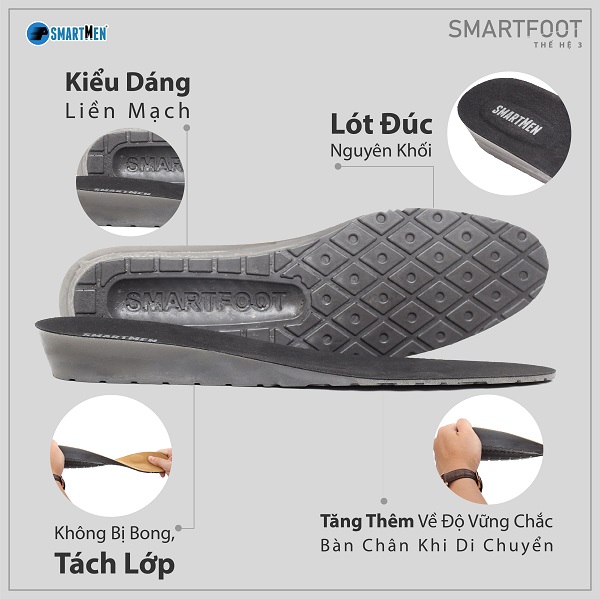 SMARTMEN®
SMARTFOOT
THẾ HỆ 3
Kiểu Dáng
Liền Mạch
Lót Đúc
Nguyên Khối
SMARTMEN
SMARTFOOT
SMARTMEN
SMARTFOOT
SMARTMEN
Không Bị Bong,
Tách Lớp
Tăng Thêm Về Độ Vững Chắc
Bàn Chân Khi Di Chuyển